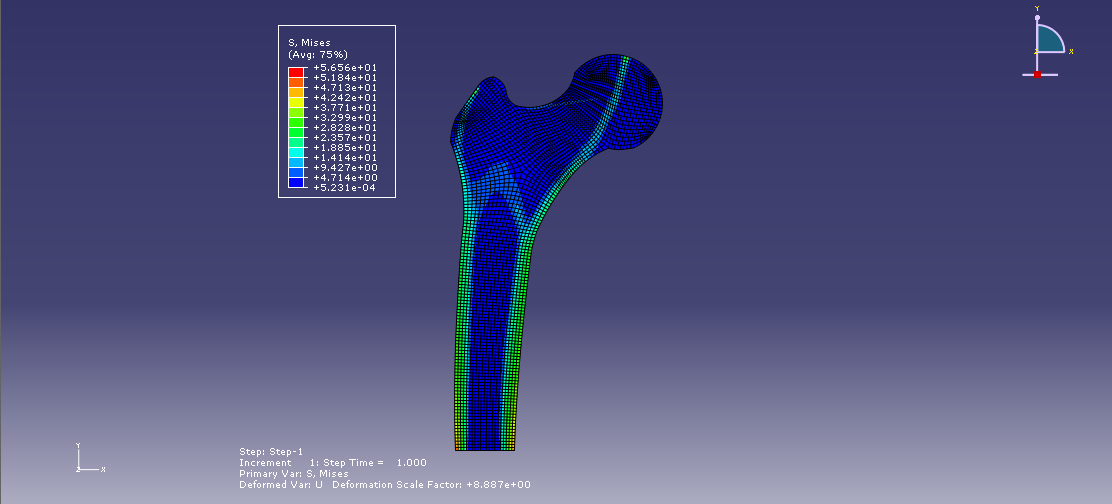 S, Mises
(Avg: 75%)
+5.656e+01
+5.184e+01
+4.713e+01
+4.242e+01
+3.771e+01
+3.299e+01
+2.828e+01
+2.357e+01
+1.885e+01
+1.414e+01
+9.427e+00
+4.714e+00
+5.231e-04
Y
X
Z
Y
Z X
Step: Step-1
Increment 1: Step Time = 1.000
Primary Var: S, Mises
Deformed Var: U Deformation Scale Factor: +8.887e+00